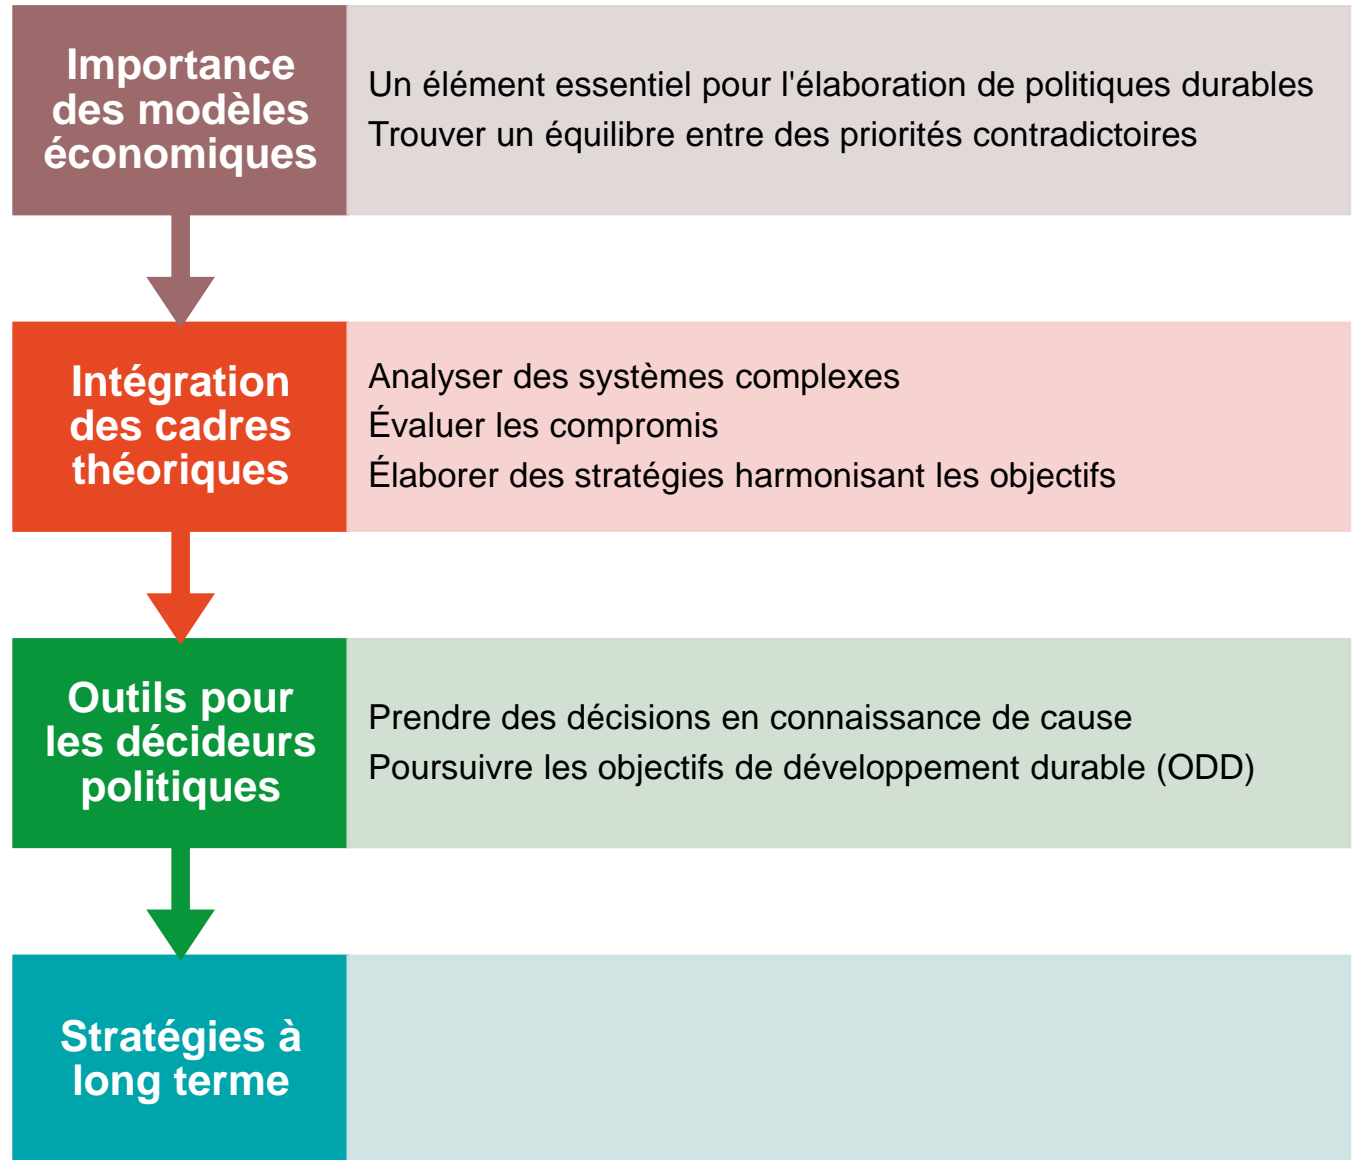 Importance
des modèles
économiques
Un élément essentiel pour l'élaboration de politiques durables
Trouver un équilibre entre des priorités contradictoires
Intégration
des cadres
théoriques
Analyser des systèmes complexes
Évaluer les compromis
Élaborer des stratégies harmonisant les objectifs
Outils pour
les décideurs
politiques
Prendre des décisions en connaissance de cause
Poursuivre les objectifs de développement durable (ODD)
Stratégies à
long terme